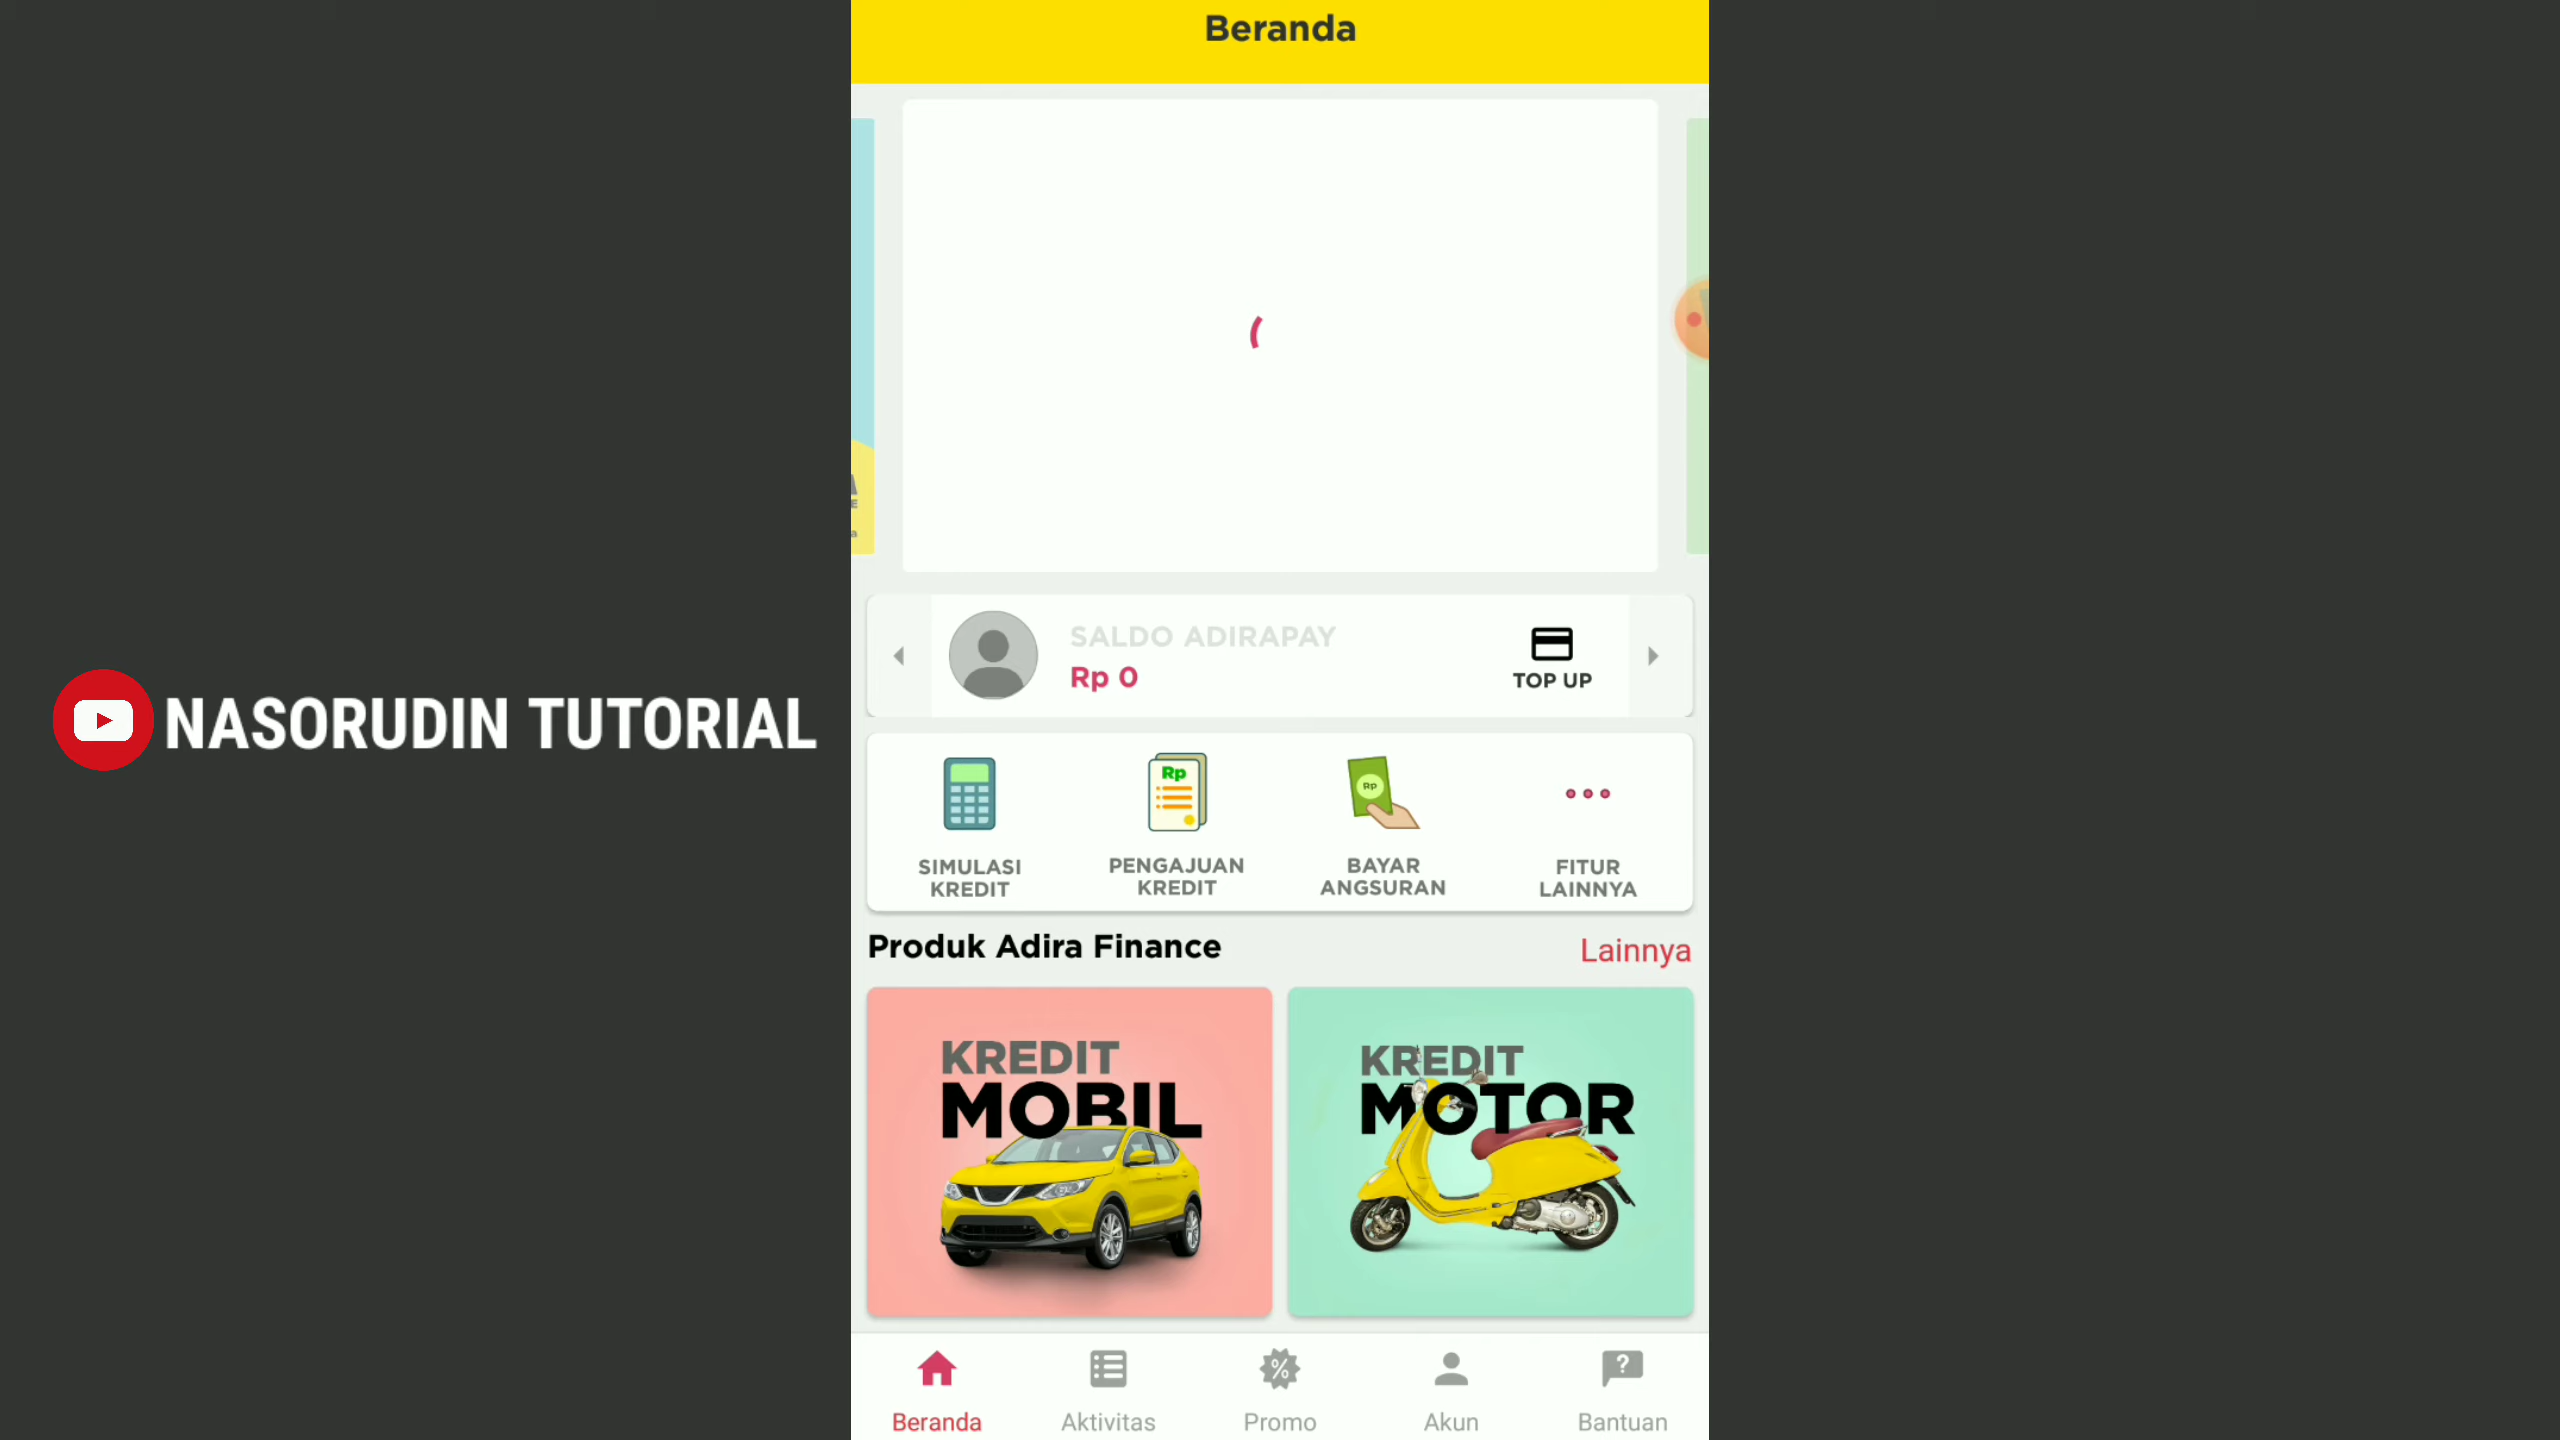 Beranda
A
E
a
SALDO ADIRAPAY
Rp 0
TOP UP
NASORUDIN TUTORIAL
Rp
Rp
SIMULASI
KREDIT
PENGAJUAN
KREDIT
BAYAR
ANGSURAN
FITUR
LAINNYA
Produk Adira Finance
Lainnya
KREDIT
MOBIL
KREDIT
MOTOR
%
?
Beranda
Aktivitas
Promo
Akun
Bantuan